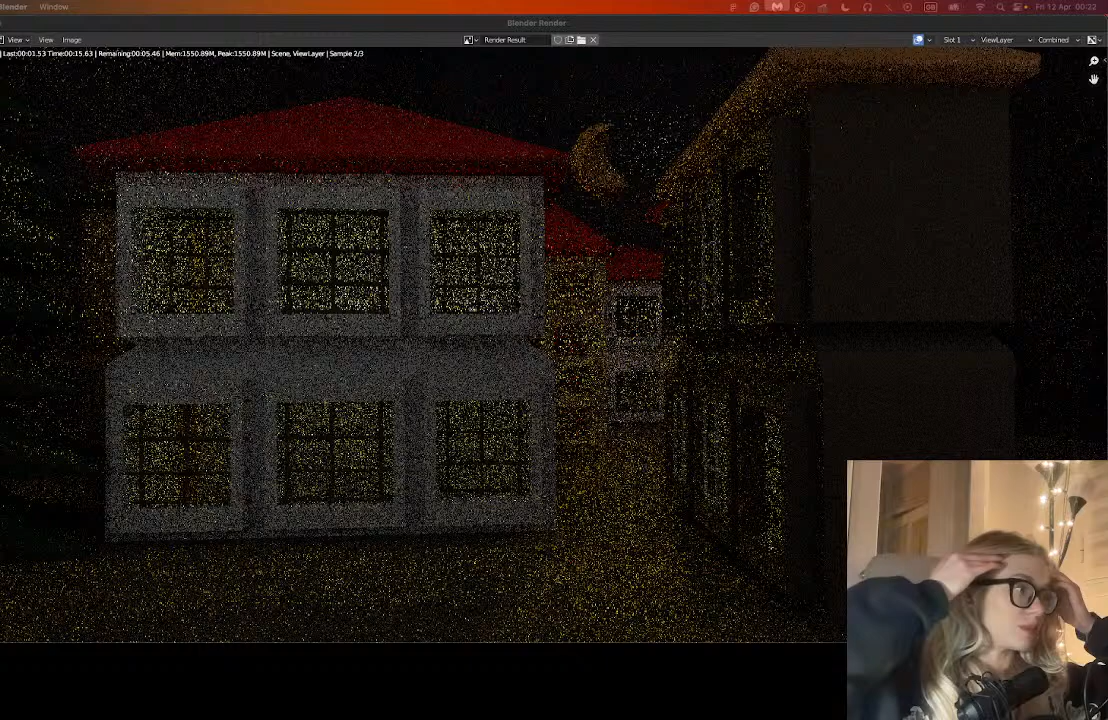 Blender Window Fri 12 Apr 00:22
Blender Render
View View Image Render Result Slot 1 ViewLayer Combined
Last:00:01.53 Time:00:15.63 | Remaining:00:05.46 | Mem:1550.89M, Peak:1550.89M | Scene, ViewLayer | Sample 2/3